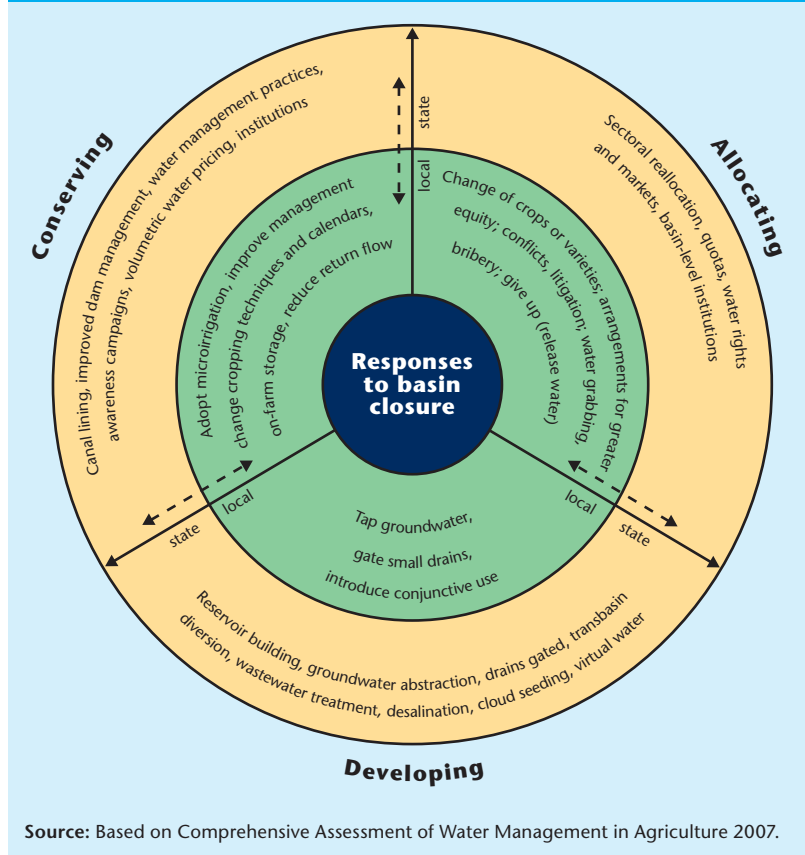 Conserving
Canal lining, improved dam management, water management practices,
awareness campaigns, volumetric water pricing, institutions
Adopt microirrigation, improve management
change cropping techniques and calendars,
on-farm storage, reduce return flow
state
local
Allocating
Sectoral reallocation, quotas, water rights
and markets, basin-level institutions
Change of crops or varieties; arrangements for greater
equity; conflicts, litigation; water grabbing,
bribery; give up (release water)
Responses
to basin
closure
local
state
local
state
Tap groundwater,
gate small drains,
introduce conjunctive use
Reservoir building, groundwater abstraction, drains gated, transbasin
diversion, wastewater treatment, desalination, cloud seeding, virtual water
Developing
Source: Based on Comprehensive Assessment of Water Management in Agriculture 2007.